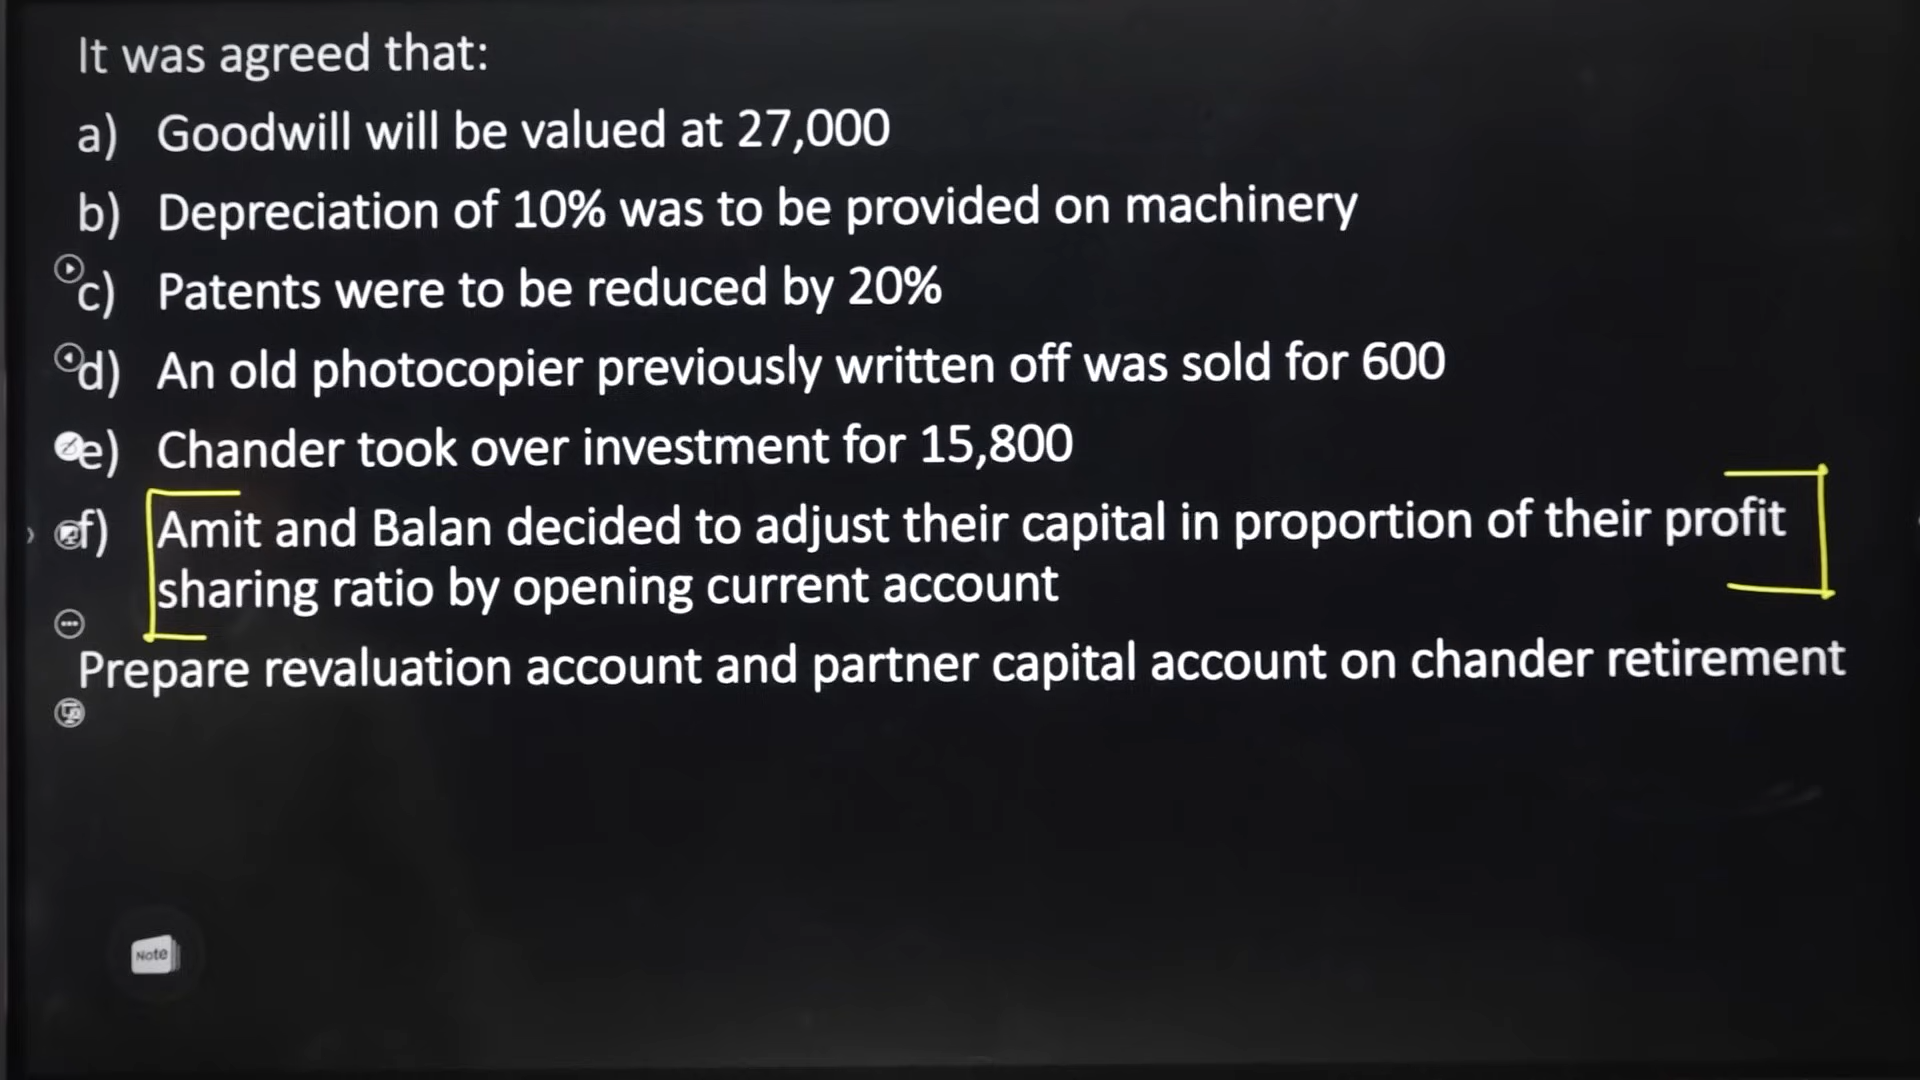 It was agreed that:
a) Goodwill will be valued at 27,000
b) Depreciation of 10% was to be provided on machinery
c) Patents were to be reduced by 20%
d) An old photocopier previously written off was sold for 600
e) Chander took over investment for 15,800
f) Amit and Balan decided to adjust their capital in proportion of their profit
sharing ratio by opening current account
Prepare revaluation account and partner capital account on chander retirement
Note